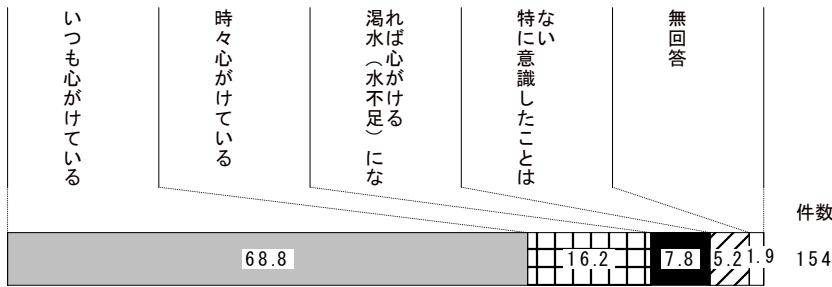 いつも心がけている
時々心がけている
渇水（水不足）にな
れば心がける
特に意識したことは
ない
無回答
件数
68.8
16.2
7.8
5.2
1.9
154